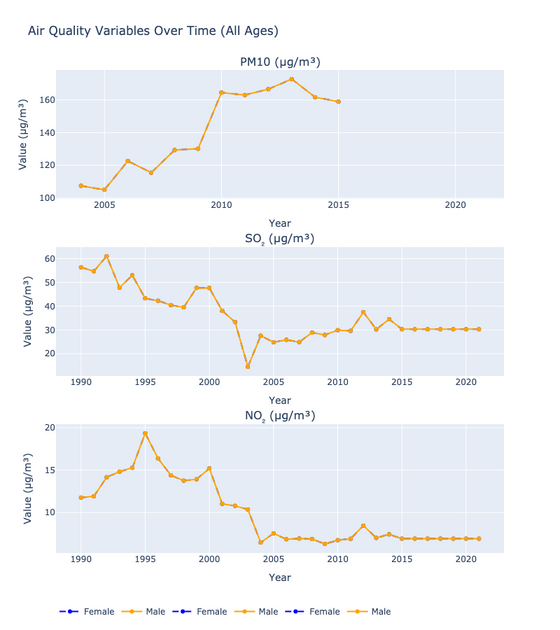 Air Quality Variables Over Time (All Ages)
PM10 (µg/m³)
Value (µg/m³)
160
140
120
100
2005
2010
2015
2020
Year
SO₂ (µg/m³)
Value (µg/m³)
60
50
40
30
20
1990
1995
2000
2005
2010
2015
2020
Year
NO₂ (µg/m³)
Value (µg/m³)
20
15
10
1990
1995
2000
2005
2010
2015
2020
Year
Female Male Female Male Female Male